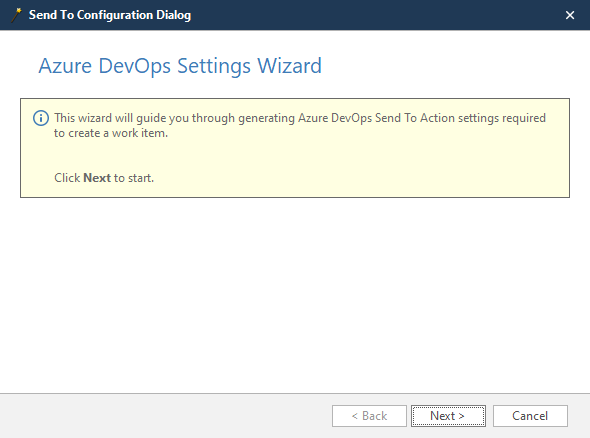 Send To Configuration Dialog
Azure DevOps Settings Wizard
This wizard will guide you through generating Azure DevOps Send To Action settings required
to create a work item.
Click Next to start.
< Back
Next >
Cancel